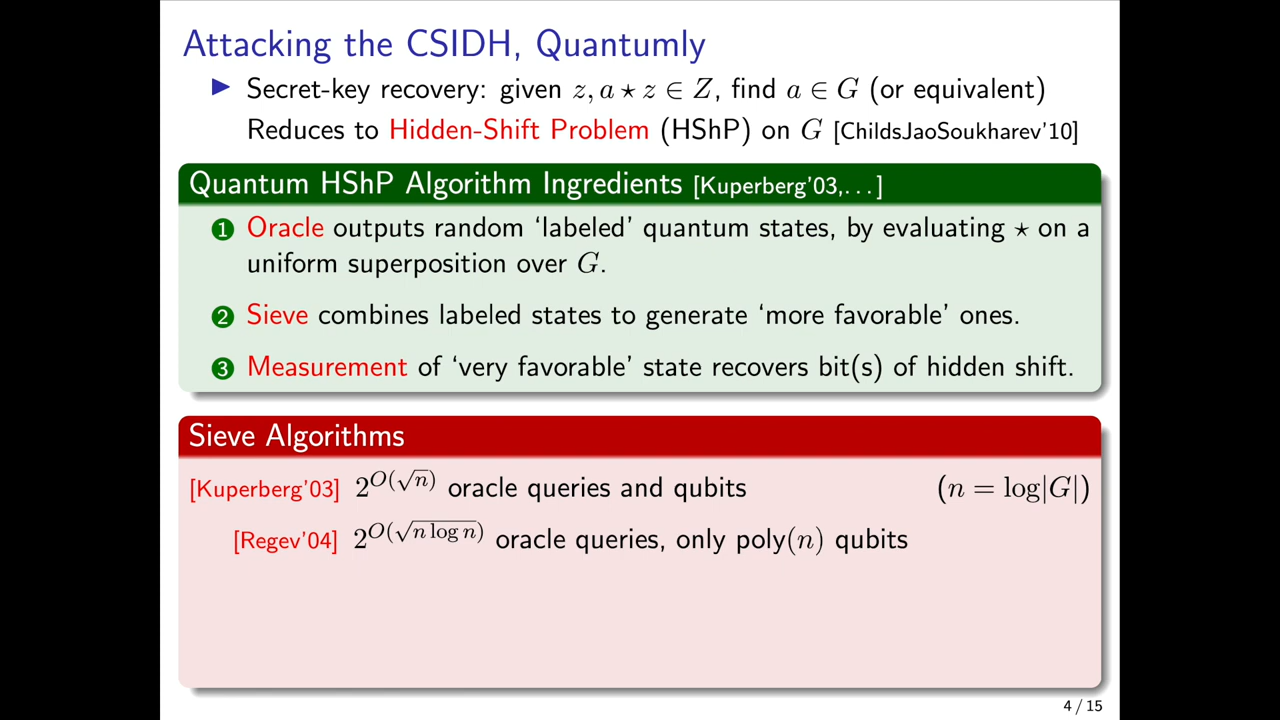 Attacking the CSIDH, Quantumly
▶ Secret-key recovery: given z, a ⋆ z ∈ Z, find a ∈ G (or equivalent)
Reduces to Hidden-Shift Problem (HShP) on G [ChildsJaoSoukharev'10]
Quantum HShP Algorithm Ingredients [Kuperberg'03,...]
1 Oracle outputs random ‘labeled’ quantum states, by evaluating ⋆ on a
uniform superposition over G.
2 Sieve combines labeled states to generate ‘more favorable’ ones.
3 Measurement of ‘very favorable’ state recovers bit(s) of hidden shift.
Sieve Algorithms
[Kuperberg'03] 2^{O(√n)} oracle queries and qubits (n = log|G|)
[Regev'04] 2^{O(√(n log n))} oracle queries, only poly(n) qubits
4 / 15